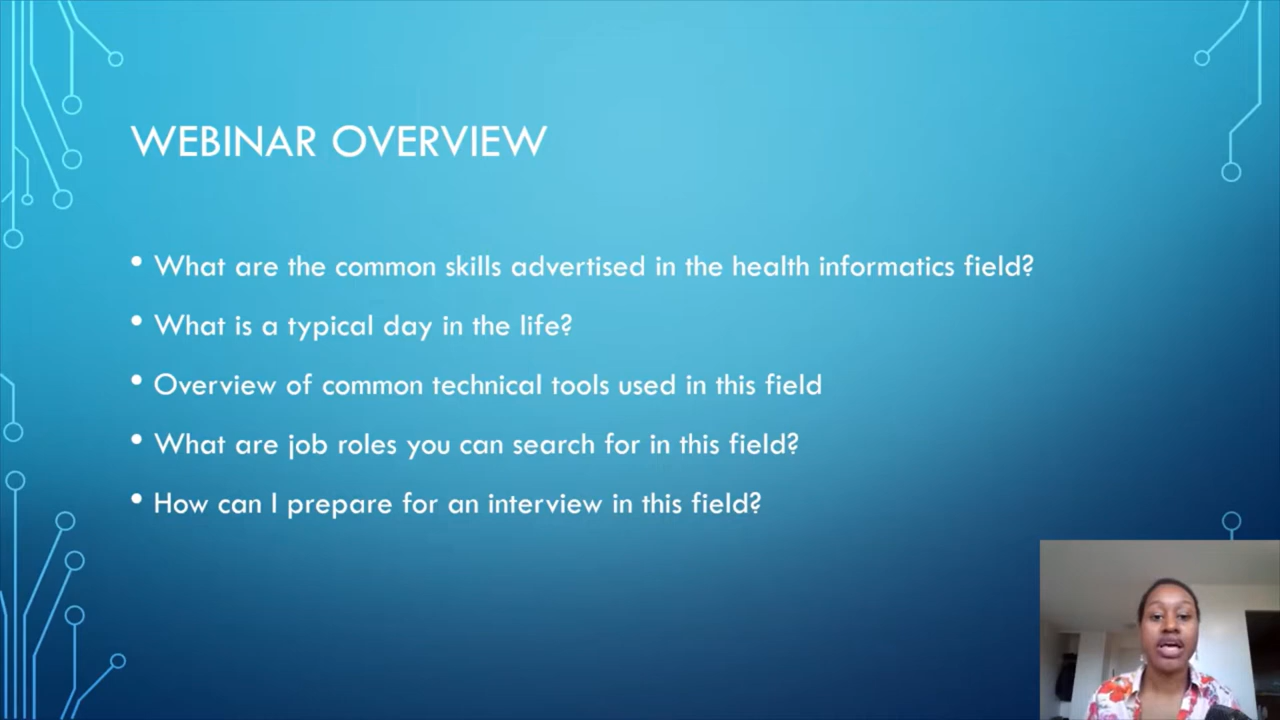 WEBINAR OVERVIEW
• What are the common skills advertised in the health informatics field?
• What is a typical day in the life?
• Overview of common technical tools used in this field
• What are job roles you can search for in this field?
• How can I prepare for an interview in this field?